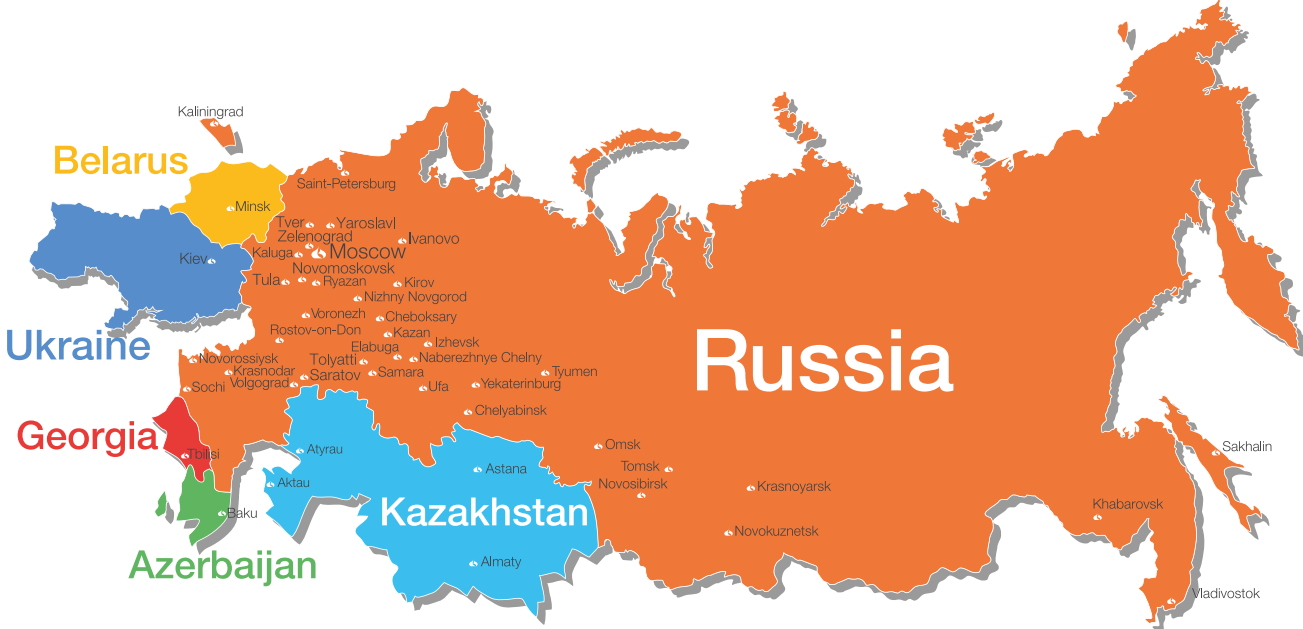 Kaliningrad
Belarus
Saint-Petersburg
Minsk
Tver
Yaroslavl
Zelenograd
Ivanovo
Kaluga
Moscow
Kiev
Novomoskovsk
Tula
Ryazan
Kirov
Nizhny Novgorod
Voronezh
Cheboksary
Rostov-on-Don
Kazan
Ukraine
Elabuga
Izhevsk
Novorossiysk
Tolyatti
Naberezhnye Chelny
Russia
Krasnodar
Saratov
Samara
Tyumen
Sochi
Volgograd
Ufa
Yekaterinburg
Chelyabinsk
Georgia
Tbilisi
Atyrau
Omsk
Sakhalin
Astana
Tomsk
Aktau
Novosibirsk
Krasnoyarsk
Baku
Kazakhstan
Khabarovsk
Novokuznetsk
Azerbaijan
Almaty
Vladivostok